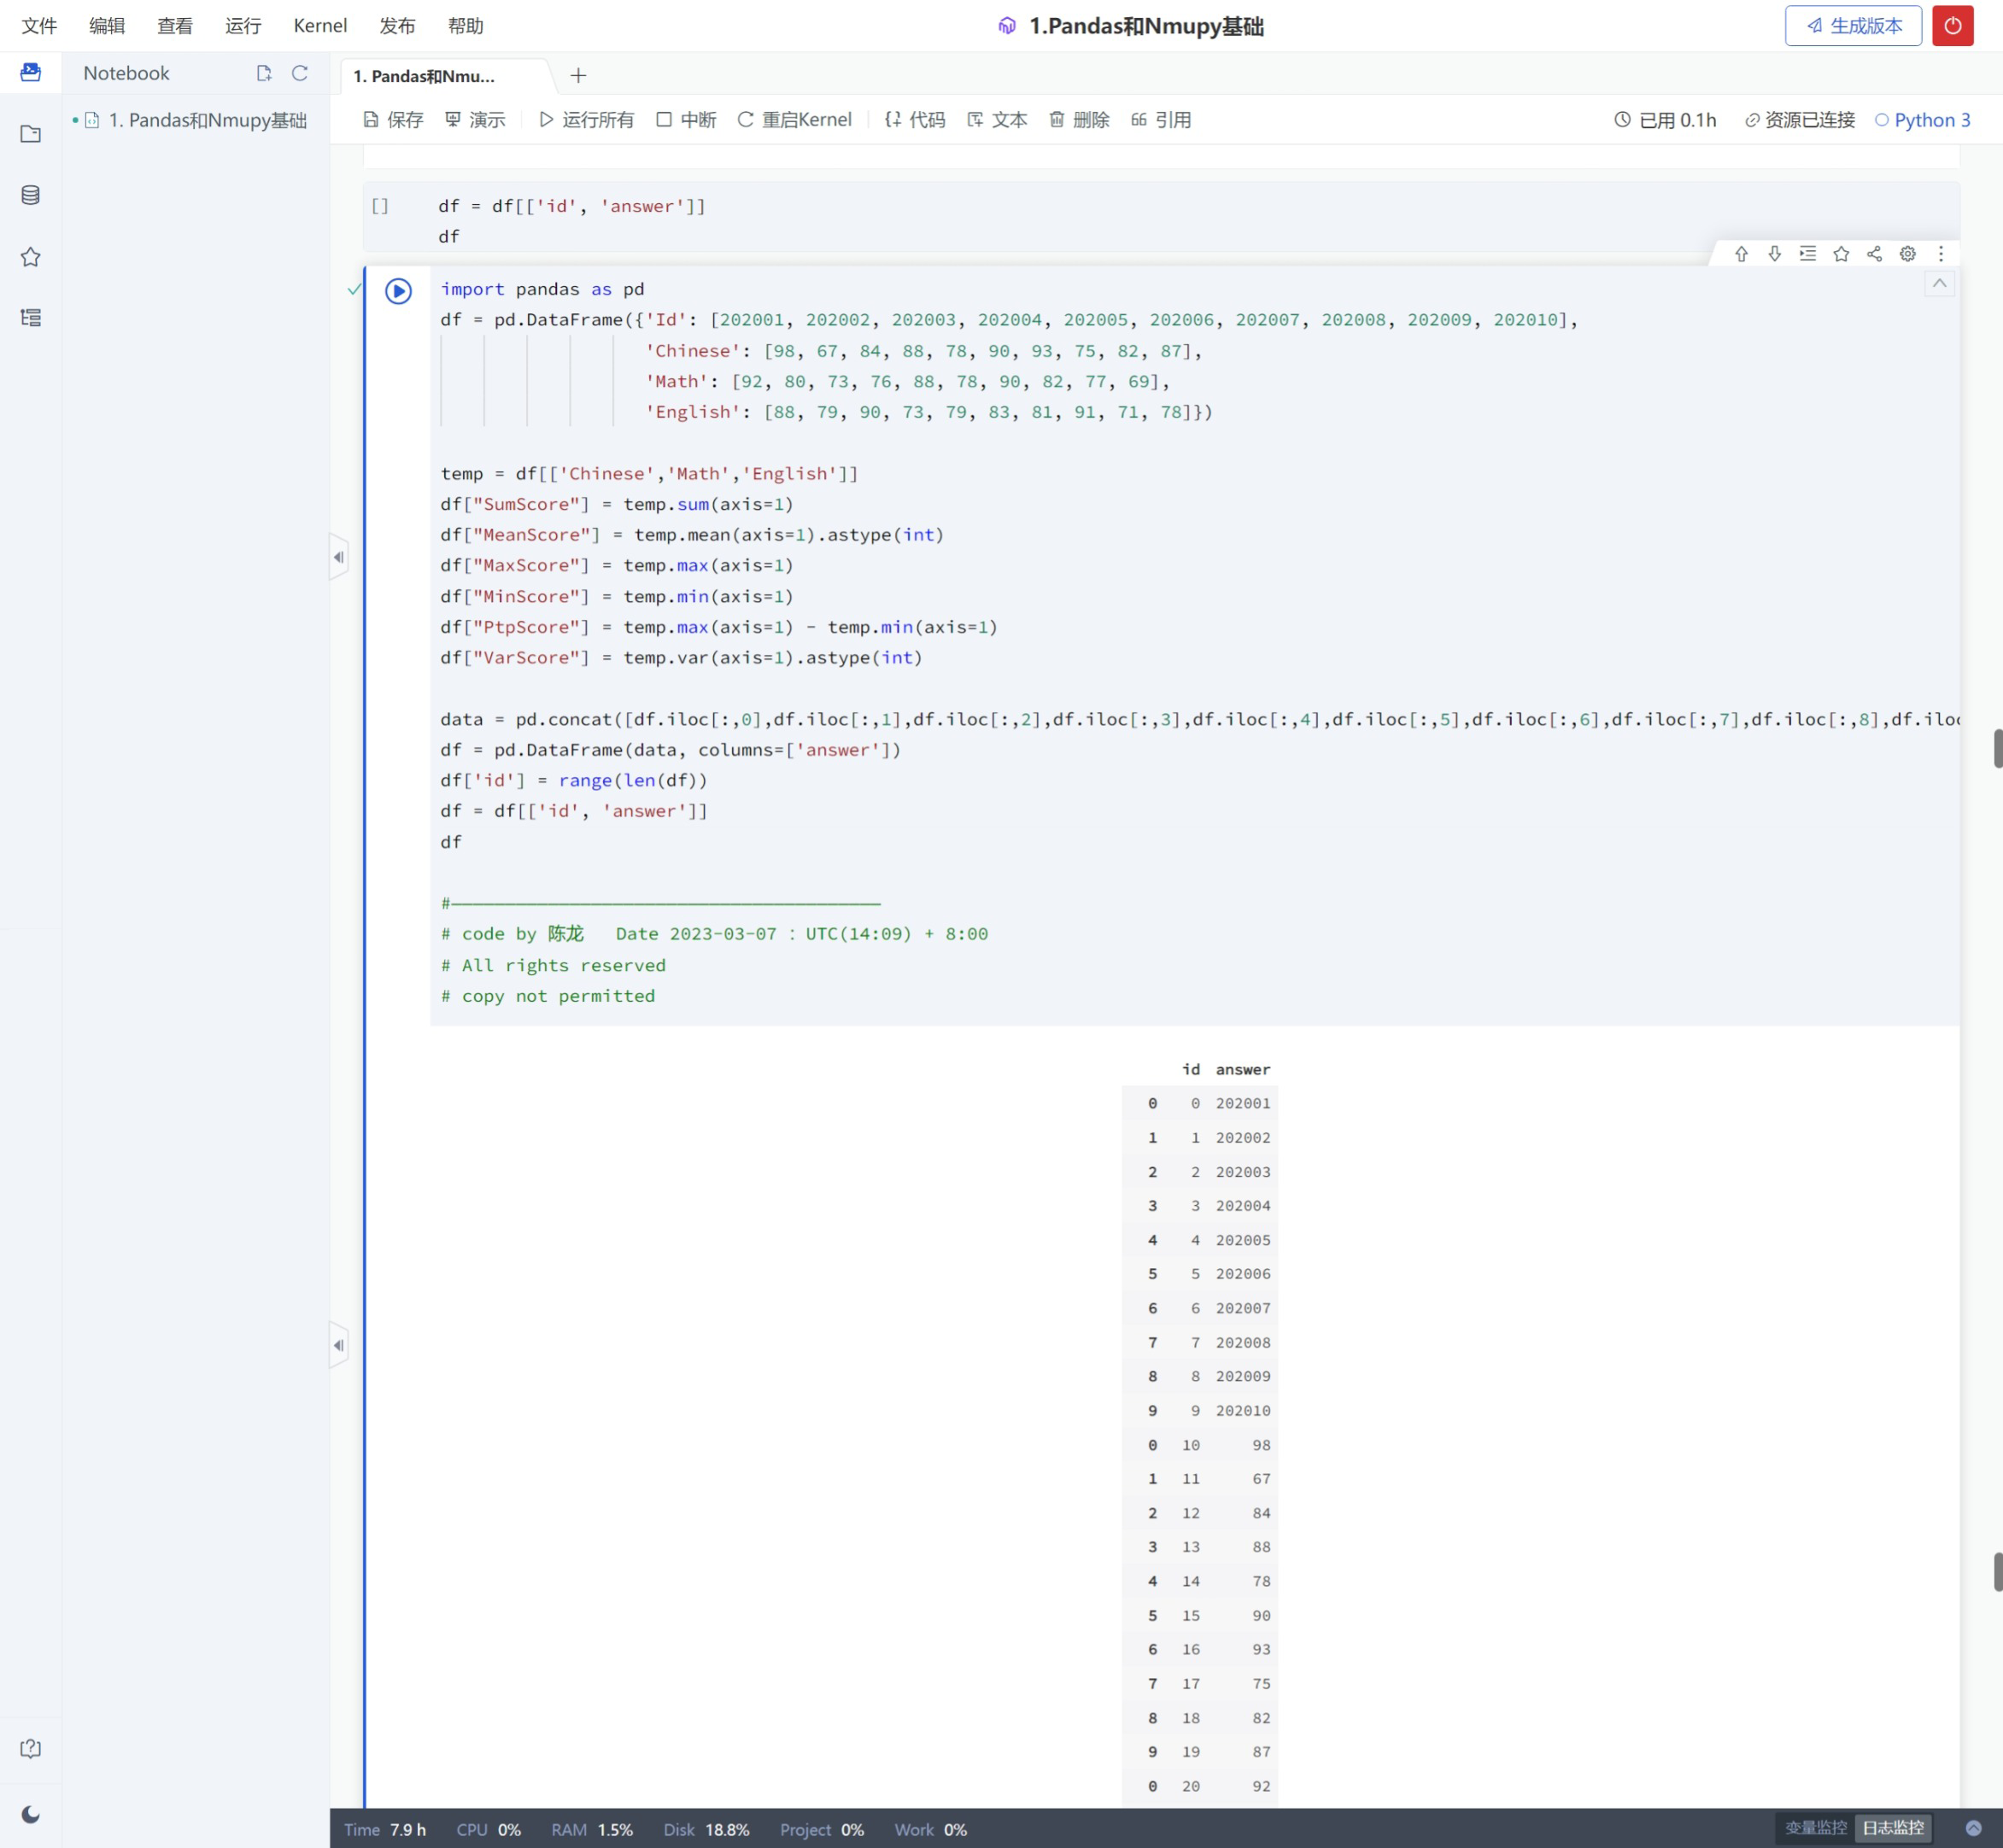 文件 编辑 查看 运行 Kernel 发布 帮助 1.Pandas和Nmupy基础 生成版本
Notebook
1. Pandas和Nmu...
1. Pandas和Nmupy基础
保存 演示 运行所有 中断 重启Kernel 代码 文本 删除 引用 已用 0.1h 资源已连接 Python 3
[] df = df[['id', 'answer']]
df
import pandas as pd
df = pd.DataFrame({'Id': [202001, 202002, 202003, 202004, 202005, 202006, 202007, 202008, 202009, 202010],
'Chinese': [98, 67, 84, 88, 78, 90, 93, 75, 82, 87],
'Math': [92, 80, 73, 76, 88, 78, 90, 82, 77, 69],
'English': [88, 79, 90, 73, 79, 83, 81, 91, 71, 78]})
temp = df[['Chinese','Math','English']]
df["SumScore"] = temp.sum(axis=1)
df["MeanScore"] = temp.mean(axis=1).astype(int)
df["MaxScore"] = temp.max(axis=1)
df["MinScore"] = temp.min(axis=1)
df["PtpScore"] = temp.max(axis=1) - temp.min(axis=1)
df["VarScore"] = temp.var(axis=1).astype(int)
data = pd.concat([df.iloc[:,0],df.iloc[:,1],df.iloc[:,2],df.iloc[:,3],df.iloc[:,4],df.iloc[:,5],df.iloc[:,6],df.iloc[:,7],df.iloc[:,8],df.iloc
df = pd.DataFrame(data, columns=['answer'])
df['id'] = range(len(df))
df = df[['id', 'answer']]
df
#————————————————————————————————————————
# code by 陈龙 Date 2023-03-07 : UTC(14:09) + 8:00
# All rights reserved
# copy not permitted
id answer
0 0 202001
1 1 202002
2 2 202003
3 3 202004
4 4 202005
5 5 202006
6 6 202007
7 7 202008
8 8 202009
9 9 202010
0 10 98
1 11 67
2 12 84
3 13 88
4 14 78
5 15 90
6 16 93
7 17 75
8 18 82
9 19 87
0 20 92
Time 7.9 h CPU 0% RAM 1.5% Disk 18.8% Project 0% Work 0% 变量监控 日志监控